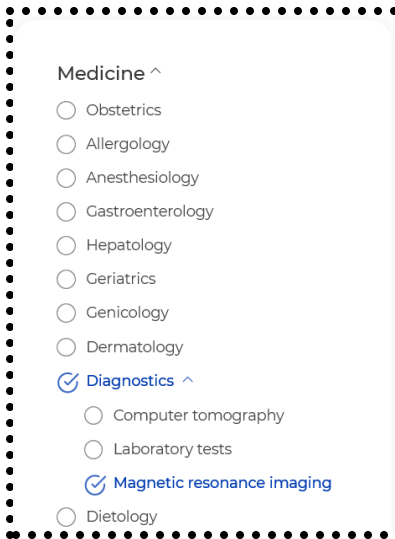 Medicine
Obstetrics
Allergology
Anesthesiology
Gastroenterology
Hepatology
Geriatrics
Genicology
Dermatology
Diagnostics
Computer tomography
Laboratory tests
Magnetic resonance imaging
Dietology